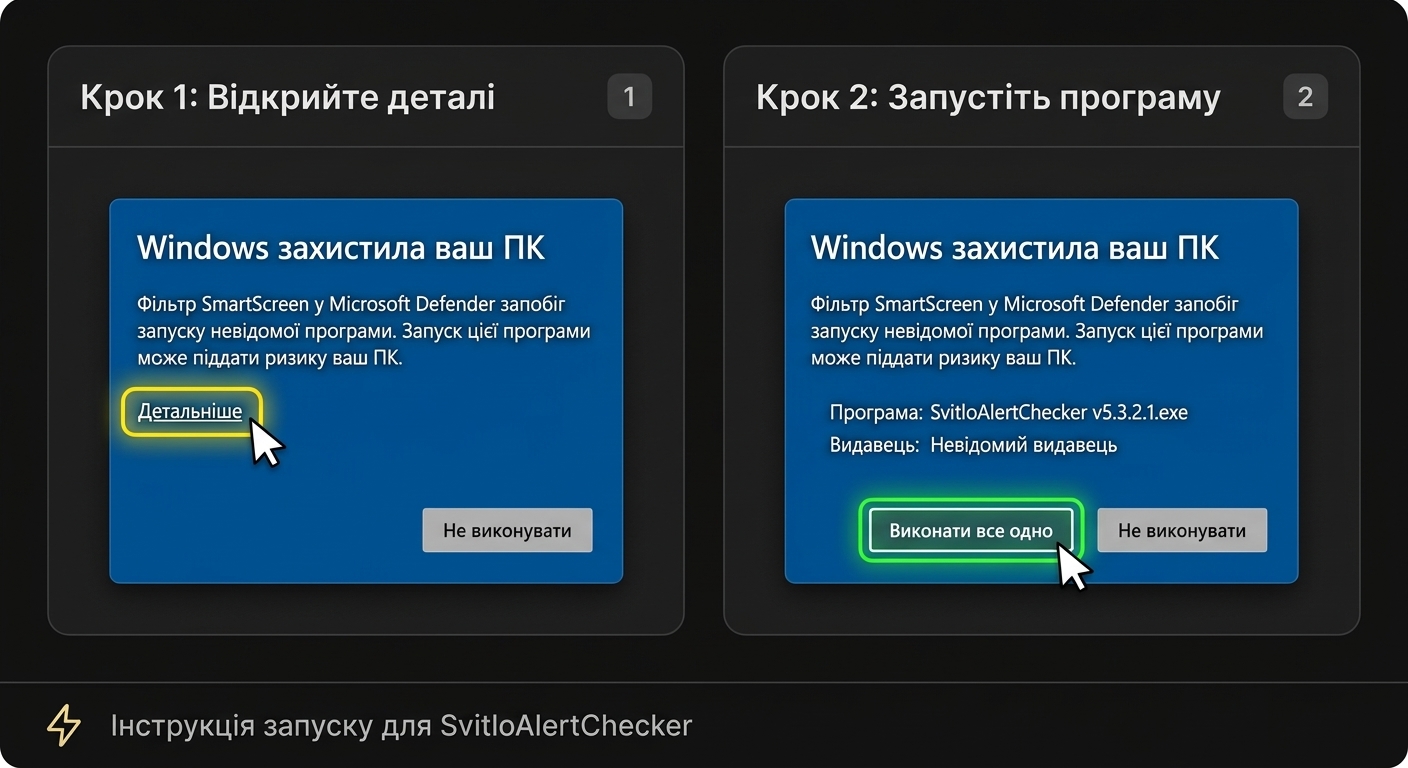 Крок 1: Відкрийте деталі
1
Windows захистила ваш ПК
Фільтр SmartScreen у Microsoft Defender запобіг
запуску невідомої програми. Запуск цієї програми
може піддати ризику ваш ПК.
Детальніше
Не виконувати
Крок 2: Запустіть програму
2
Windows захистила ваш ПК
Фільтр SmartScreen у Microsoft Defender запобіг
запуску невідомої програми. Запуск цієї програми
може піддати ризику ваш ПК.
Програма: SvitloAlertChecker v5.3.2.1.exe
Видавець: Невідомий видавець
Виконати все одно
Не виконувати
Інструкція запуску для SvitloAlertChecker